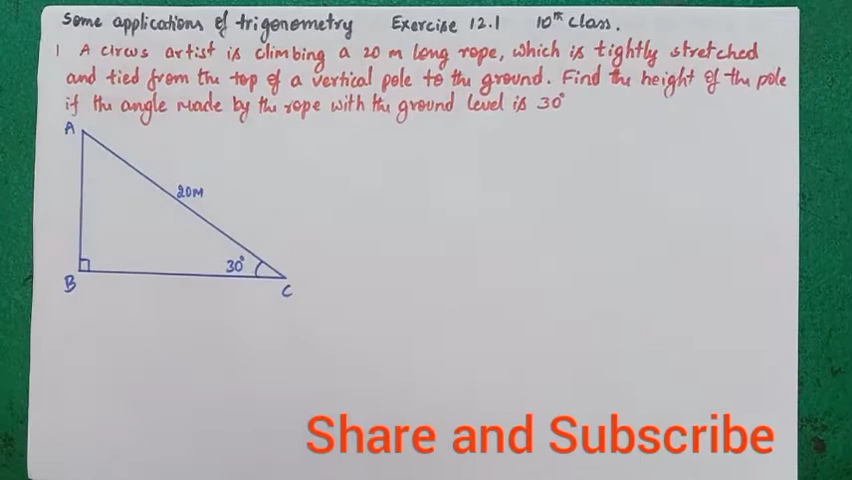 Some applications of trigonometry Exercise 12.1 10th class.
1 A circus artist is climbing a 20 m long rope, which is tightly stretched
and tied from the top of a vertical pole to the ground. Find the height of the pole
if the angle made by the rope with the ground level is 30°
A
20M
30°
B
C
Share and Subscribe